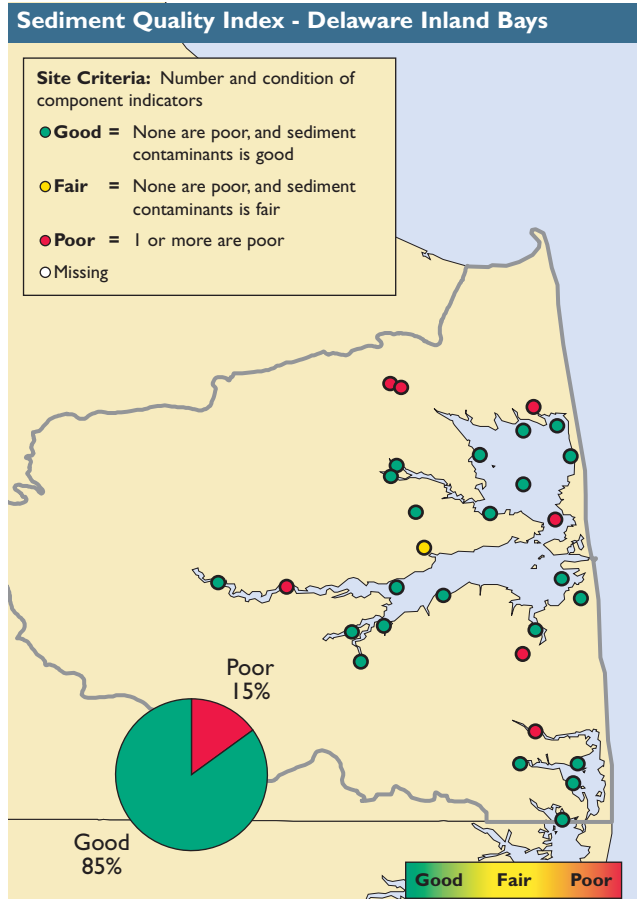 Sediment Quality Index - Delaware Inland Bays
Site Criteria: Number and condition of
component indicators
Good = None are poor, and sediment
contaminants is good
Fair = None are poor, and sediment
contaminants is fair
Poor = 1 or more are poor
Missing
Poor
15%
Good
85%
Good Fair Poor